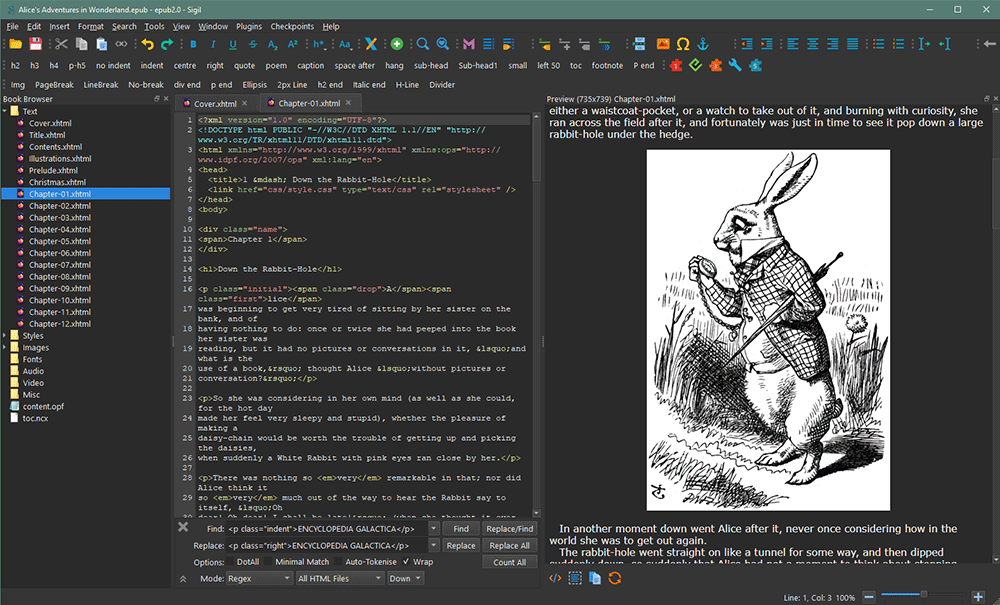 Alice's Adventures in Wonderland.epub - epub2.0 - Sigil
File Edit Insert Format Search Tools View Window Plugins Checkpoints Help
h2 h3 h4 p-h5 no indent indent centre right quote poem caption space after hang sub-head Sub-head1 small left 50 toc footnote P end
Img PageBreak LineBreak No-break div end p end Ellipsis 2px Line h2 end Italic end H-Line Divider
Book Browser
Text
Cover.xhtml
Title.xhtml
Contents.xhtml
Illustrations.xhtml
Prelude.xhtml
Christmas.xhtml
Chapter-01.xhtml
Chapter-02.xhtml
Chapter-03.xhtml
Chapter-04.xhtml
Chapter-05.xhtml
Chapter-06.xhtml
Chapter-07.xhtml
Chapter-08.xhtml
Chapter-09.xhtml
Chapter-10.xhtml
Chapter-11.xhtml
Chapter-12.xhtml
Styles
Images
Fonts
Audio
Video
Misc
content.opf
toc.ncx
Cover.xhtml Chapter-01.xhtml
1 <?xml version="1.0" encoding="UTF-8"?>
2 <!DOCTYPE html PUBLIC "-//W3C//DTD XHTML 1.1//EN" "http://
www.w3.org/TR/xhtml11/DTD/xhtml11.dtd">
3 <html xmlns="http://www.w3.org/1999/xhtml" xmlns:ops="http://
www.idpf.org/2007/ops" xml:lang="en">
4 <head>
5 <title>1 &mdash; Down the Rabbit-Hole</title>
6 <link href="css/style.css" type="text/css" rel="stylesheet" />
7 </head>
8 <body>
9
10 <div class="name">
11 <span>Chapter 1</span>
12 </div>
13
14 <h1>Down the Rabbit-Hole</h1>
15
16 <p class="initial"><span class="drop">A</span><span
class="first">lice</span>
17 was beginning to get very tired of sitting by her sister on the
bank, and of
18 having nothing to do: once or twice she had peeped into the book
her sister was
19 reading, but it had no pictures or conversations in it, &lsquo;and
what is the
20 use of a book,&rsquo; thought Alice &lsquo;without pictures or
21 conversation?&rsquo;</p>
22
23 <p>So she was considering in her own mind (as well as she could,
for the hot day
24 made her feel very sleepy and stupid), whether the pleasure of
making a
25 daisy-chain would be worth the trouble of getting up and picking
the daisies,
26 when suddenly a White Rabbit with pink eyes ran close by her.</p>
27
28 <p>There was nothing so <em>very</em> remarkable in that; nor did
Alice think it
29 so <em>very</em> much out of the way to hear the Rabbit say to
itself, &lsquo;Oh
Find: <p class="indent">ENCYCLOPEDIA GALACTICA</p> Find Replace/Find
Replace: <p class="right">ENCYCLOPEDIA GALACTICA</p> Replace Replace All
Options: DotAll Minimal Match Auto-Tokenise Wrap Count All
Mode: Regex All HTML Files Down
Preview (735x739) Chapter-01.xhtml
either a waistcoat-pocket, or a watch to take out of it, and burning with curiosity, she
ran across the field after it, and fortunately was just in time to see it pop down a large
rabbit-hole under the hedge.
In another moment down went Alice after it, never once considering how in the
world she was to get out again.
The rabbit-hole went straight on like a tunnel for some way, and then dipped
Line: 1, Col: 3 100%